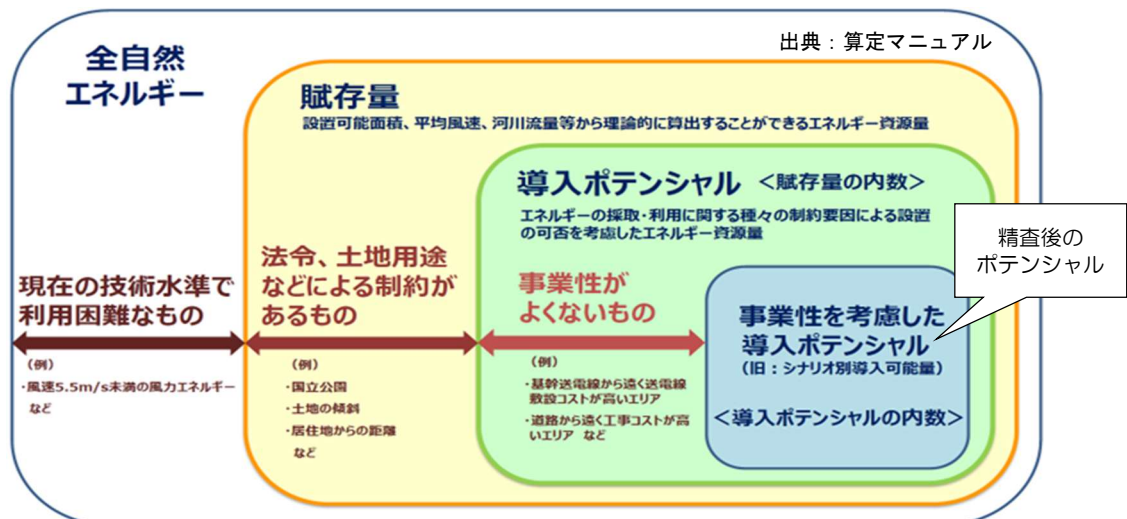 出典：算定マニュアル
全自然
エネルギー
賦存量
設置可能面積、平均風速、河川流量等から理論的に算出することができるエネルギー資源量
導入ポテンシャル ＜賦存量の内数＞
エネルギーの採取・利用に関する種々の制約要因による設置
の可否を考慮したエネルギー資源量
精査後の
ポテンシャル
現在の技術水準で
利用困難なもの
（例）
・風速5.5m/s未満の風力エネルギー
など
法令、土地用途
などによる制約が
あるもの
（例）
・国立公園
・土地の傾斜
・居住地からの距離
など
事業性が
よくないもの
（例）
・基幹送電線から遠く送電線
敷設コストが高いエリア
・道路から遠く工事コストが高
いエリア など
事業性を考慮した
導入ポテンシャル
（旧：シナリオ別導入可能量）
＜導入ポテンシャルの内数＞